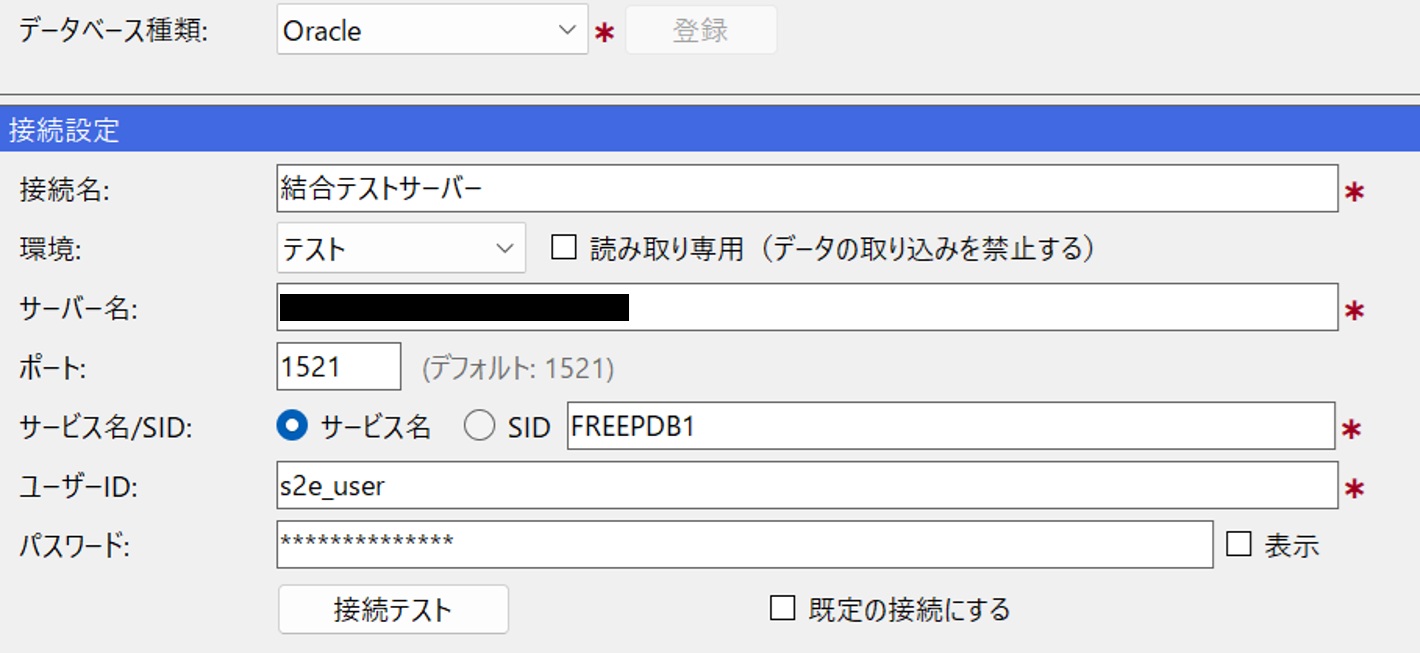 データベース種類: Oracle * 登録
接続設定
接続名: 結合テストサーバー *
環境: テスト 読み取り専用（データの取り込みを禁止する）
サーバー名: *
ポート: 1521 (デフォルト: 1521)
サービス名/SID: サービス名 SID FREEPDB1 *
ユーザーID: s2e_user *
パスワード: ************** 表示
接続テスト 既定の接続にする